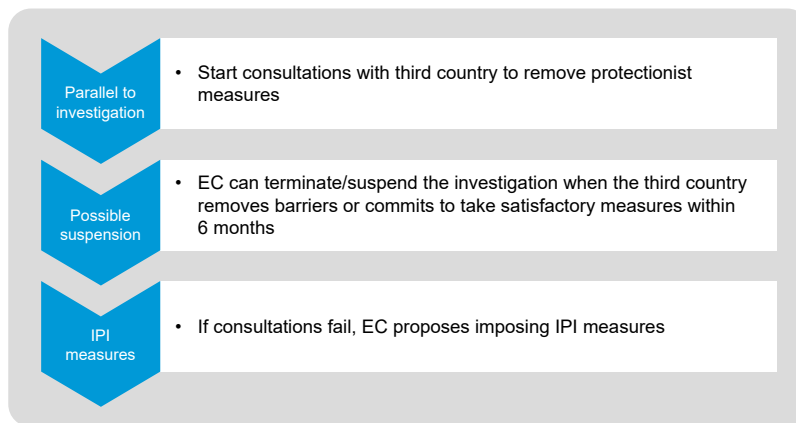 Parallel to
investigation
• Start consultations with third country to remove protectionist
measures
Possible
suspension
• EC can terminate/suspend the investigation when the third country
removes barriers or commits to take satisfactory measures within
6 months
IPI
measures
• If consultations fail, EC proposes imposing IPI measures